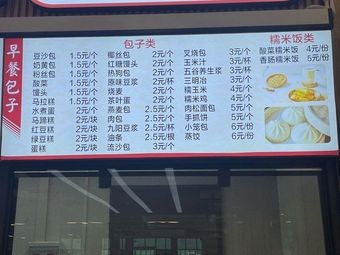 早餐包子
包子类
豆沙包 1.5元/个
奶黄包 1.5元/个
粉丝包 1.5元/个
酸菜 1.5元/个
馒头 1.5元/个
马拉糕 1.5元/个
水煮蛋 2元/个
马蹄糕 2元/块
红豆糕 2元/块
绿豆糕 2元/块
蛋糕 2元/块
椰丝包 2元/个
红糖馒头 2元/个
热狗包 2元/个
原味豆浆 2元/杯
烧麦 2元/个
茶叶蛋 2元/个
燕麦包 2.5元/个
肉包 2.5元/个
九阳豆浆 2.5元/杯
油条 2.5元/根
流沙包 3元/个
叉烧包 3元/个
玉米汁 3元/杯
五谷养生浆 3元/杯
三明治 3元/个
糯玉米 4元/个
糯米鸡 4元/个
肉松面包 5元/个
手抓饼 5元/个
小笼包 6元/份
蒸饺 6元/份
糯米饭类
酸菜糯米饭 4元/份
香肠糯米饭 5元/份